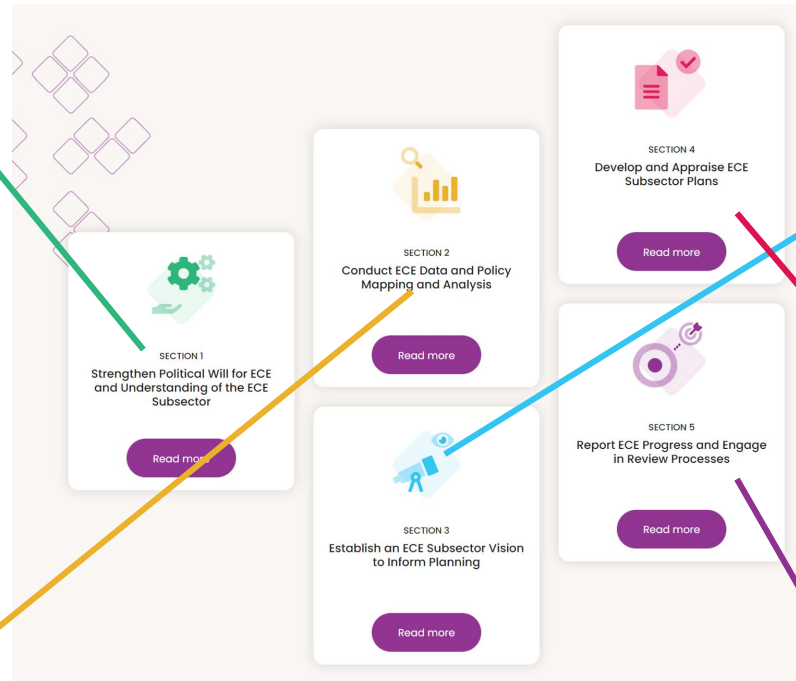 SECTION 1
Strengthen Political Will for ECE
and Understanding of the ECE
Subsector
Read more
SECTION 2
Conduct ECE Data and Policy
Mapping and Analysis
Read more
SECTION 3
Establish an ECE Subsector Vision
to Inform Planning
Read more
SECTION 4
Develop and Appraise ECE
Subsector Plans
Read more
SECTION 5
Report ECE Progress and Engage
in Review Processes
Read more